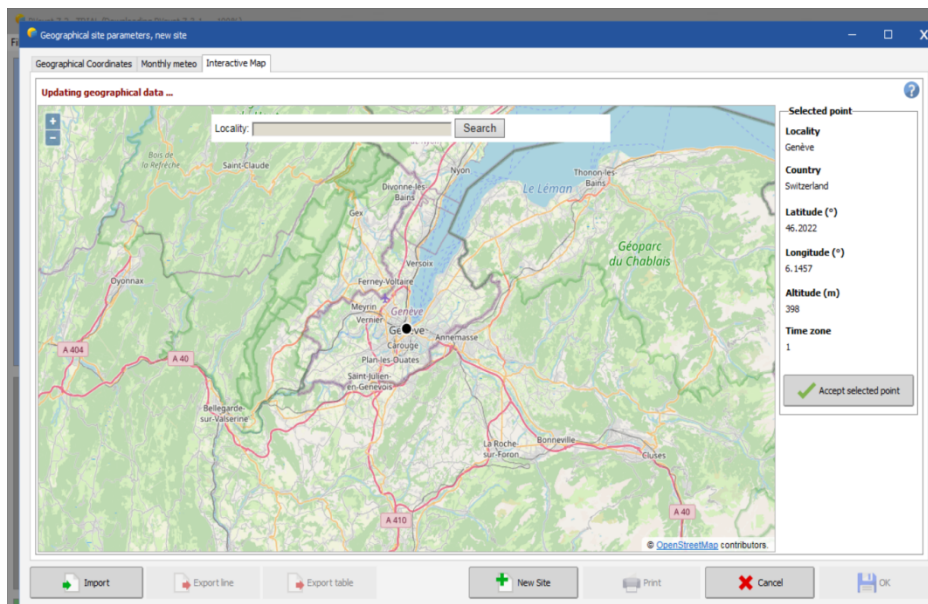 Geographical site parameters, new site
Geographical Coordinates
Monthly meteo
Interactive Map
Updating geographical data ...
Locality:
Search
Selected point
Locality
Genève
Country
Switzerland
Latitude (°)
46.2022
Longitude (°)
6.1457
Altitude (m)
398
Time zone
1
Accept selected point
+
−
Nyon
Bois de
la Refrèche
Saint-Claude
Divonne-les
Bains
Le Léman
Thonon-les
Bains
Gex
Géoparc
du Chablais
Versoix
Oyonnax
Ferney-Voltaire
Meyrin
Vernier
Genève
Genève
Carouge
Annemasse
A 404
A 40
Plan-les-Ouates
Saint-Julien
en-Genevois
Bellegarde
sur-Valserine
La Roche
sur-Foron
Bonneville
Cluses
A 410
A 40
© OpenStreetMap contributors.
Import
Export line
Export table
New Site
Print
Cancel
OK